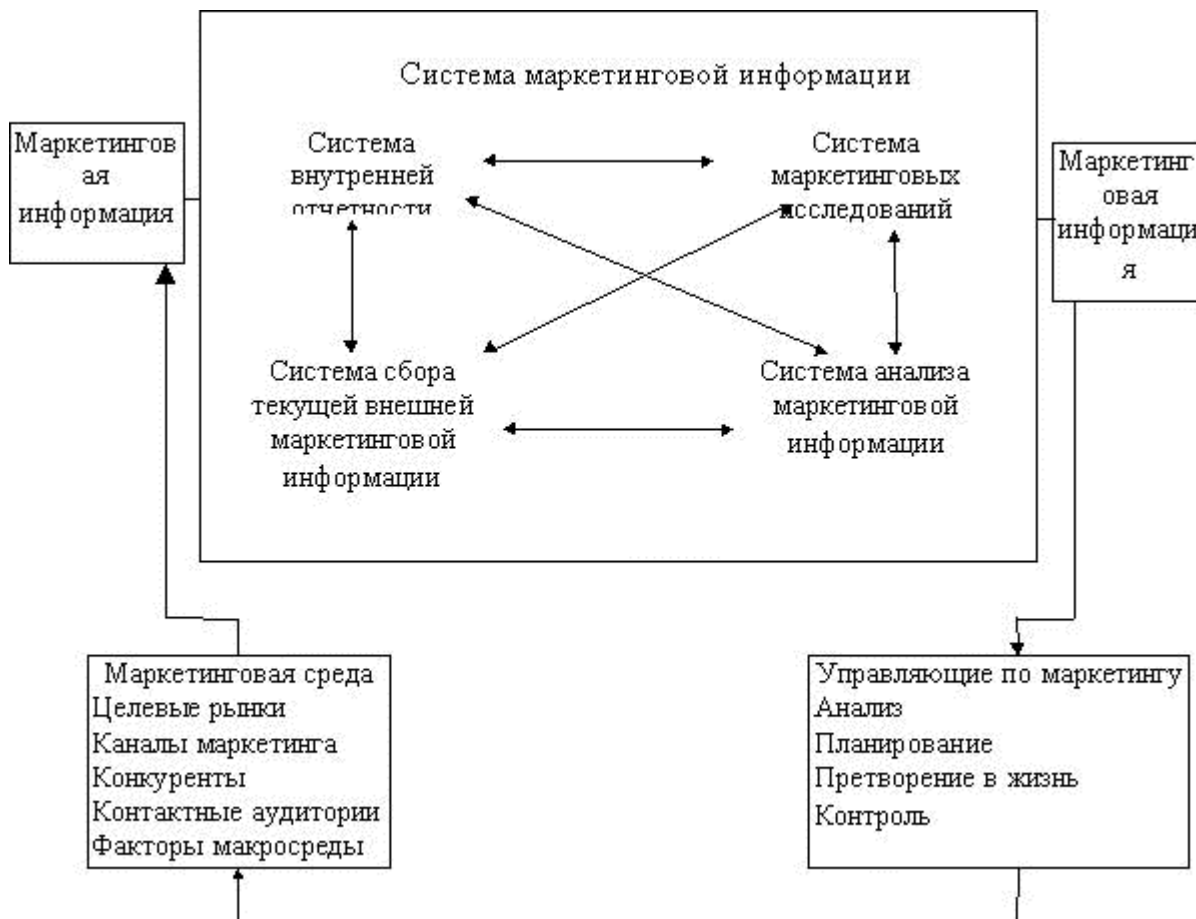 Система маркетинговой информации
Маркетингов
ая
информация
Система
внутренней
отчетности
Система
маркетинговых
исследований
Маркетинг
овая
информаци
я
Система сбора
текущей внешней
маркетинговой
информации
Система анализа
маркетинговой
информации
Маркетинговая среда
Целевые рынки
Каналы маркетинга
Конкуренты
Контактные аудитории
Факторы макросреды
Управляющие по маркетингу
Анализ
Планирование
Претворение в жизнь
Контроль